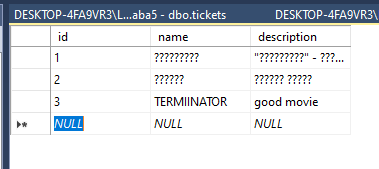 DESKTOP-4FA9VR3\L...aba5 - dbo.tickets DESKTOP-4FA9VR3\L
id name description
1 ????????? "?????????" - ???...
2 ?????? ?????? ?????
3 TERMIINATOR good movie
NULL NULL NULL